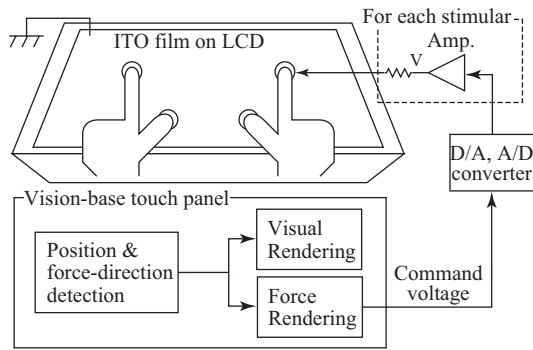 For each stimular
Amp.
V
ITO film on LCD
D/A, A/D
converter
Vision-base touch panel
Position &
force-direction
detection
Visual
Rendering
Force
Rendering
Command
voltage